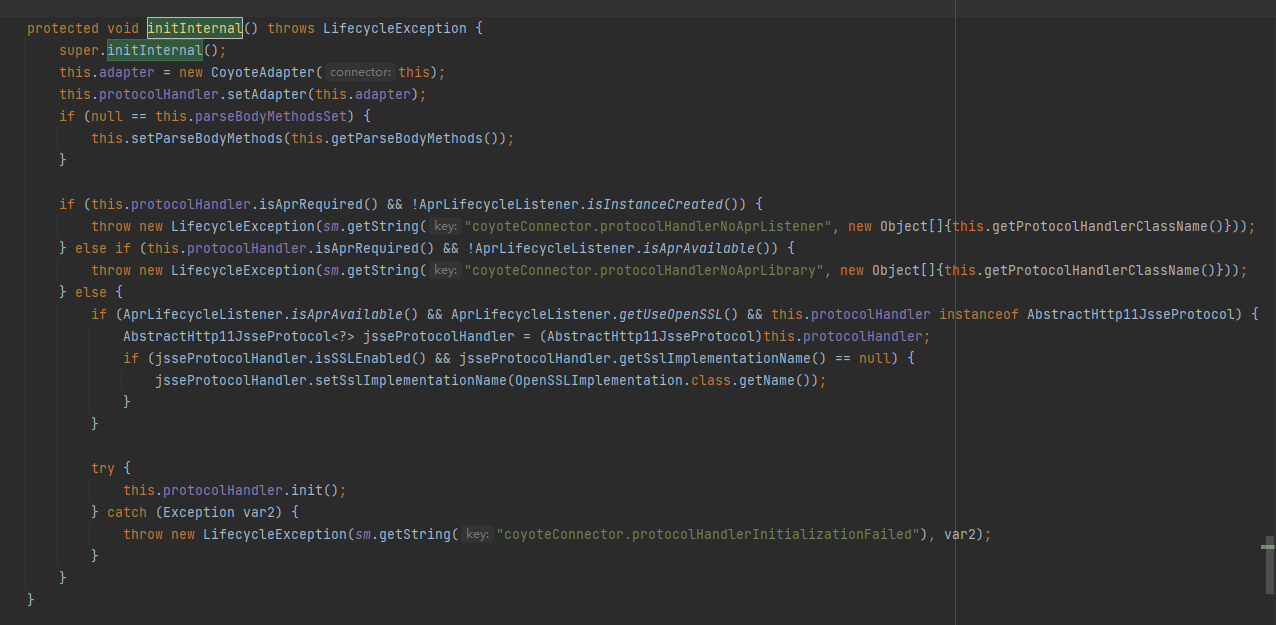 protected void initInternal() throws LifecycleException {
super.initInternal();
this.adapter = new CoyoteAdapter( connector: this);
this.protocolHandler.setAdapter(this.adapter);
if (null == this.parseBodyMethodsSet) {
this.setParseBodyMethods(this.getParseBodyMethods());
}
if (this.protocolHandler.isAprRequired() && !AprLifecycleListener.isInstanceCreated()) {
throw new LifecycleException(sm.getString( key: "coyoteConnector.protocolHandlerNoAprListener", new Object[]{this.getProtocolHandlerClassName()}));
} else if (this.protocolHandler.isAprRequired() && !AprLifecycleListener.isAprAvailable()) {
throw new LifecycleException(sm.getString( key: "coyoteConnector.protocolHandlerNoAprLibrary", new Object[]{this.getProtocolHandlerClassName()}));
} else {
if (AprLifecycleListener.isAprAvailable() && AprLifecycleListener.getUseOpenSSL() && this.protocolHandler instanceof AbstractHttp11JsseProtocol) {
AbstractHttp11JsseProtocol<?> jsseProtocolHandler = (AbstractHttp11JsseProtocol)this.protocolHandler;
if (jsseProtocolHandler.isSSLEnabled() && jsseProtocolHandler.getSslImplementationName() == null) {
jsseProtocolHandler.setSslImplementationName(OpenSSLImplementation.class.getName());
}
}
try {
this.protocolHandler.init();
} catch (Exception var2) {
throw new LifecycleException(sm.getString( key: "coyoteConnector.protocolHandlerInitializationFailed"), var2);
}
}
}